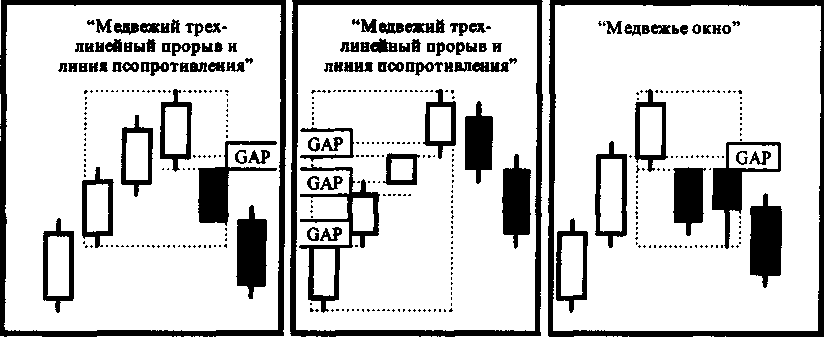 “Медвежий трех-
линейный прорыв и
линия псопротивления”
GAP
“Медвежий трех-
линейный прорыв и
линия псопротивления”
GAP
GAP
GAP
“Медвежье окно”
GAP